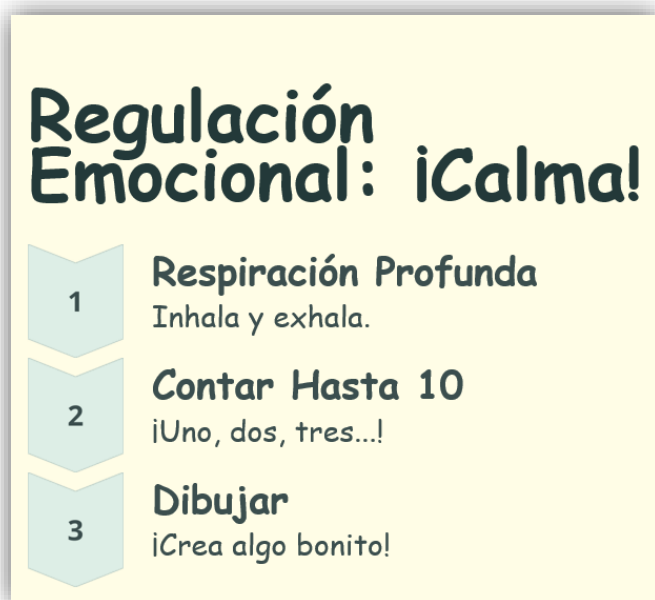 Regulación
Emocional: ¡Calma!
1
Respiración Profunda
Inhala y exhala.
2
Contar Hasta 10
¡Uno, dos, tres...!
3
Dibujar
¡Crea algo bonito!